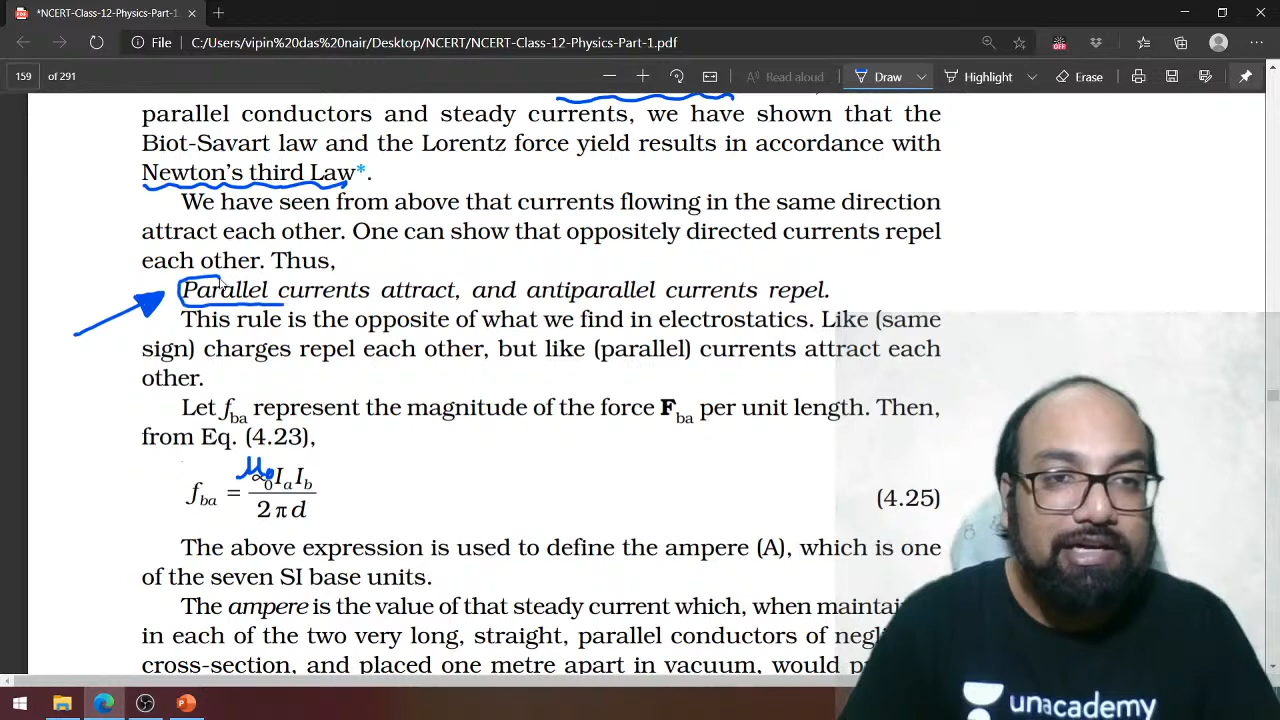 *NCERT-Class-12-Physics-Part-1.
File C:/Users/vipin%20das%20nair/Desktop/NCERT/NCERT-Class-12-Physics-Part-1.pdf
159 of 291 Read aloud Draw Highlight Erase
parallel conductors and steady currents, we have shown that the
Biot-Savart law and the Lorentz force yield results in accordance with
Newton's third Law*.
We have seen from above that currents flowing in the same direction
attract each other. One can show that oppositely directed currents repel
each other. Thus,
Parallel currents attract, and antiparallel currents repel.
This rule is the opposite of what we find in electrostatics. Like (same
sign) charges repel each other, but like (parallel) currents attract each
other.
Let f_ba represent the magnitude of the force F_ba per unit length. Then,
from Eq. (4.23),
μ₀
f_ba = ∝₀ I_a I_b / 2 π d (4.25)
The above expression is used to define the ampere (A), which is one
of the seven SI base units.
The ampere is the value of that steady current which, when
in each of the two very long, straight, parallel conductors of
cross-section, and placed one metre apart in vacuum, would
unacademy